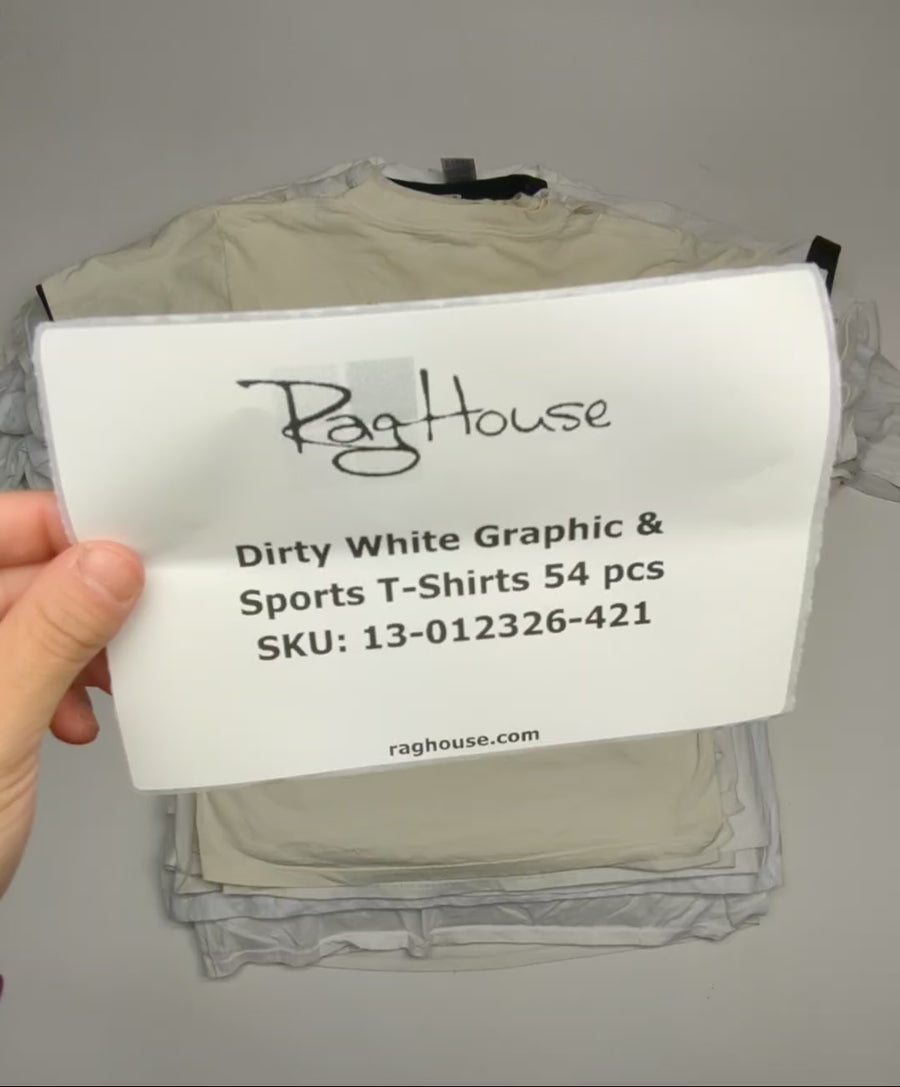 RagHouse
Dirty White Graphic &
Sports T-Shirts 54 pcs
SKU: 13-012326-421
raghouse.com